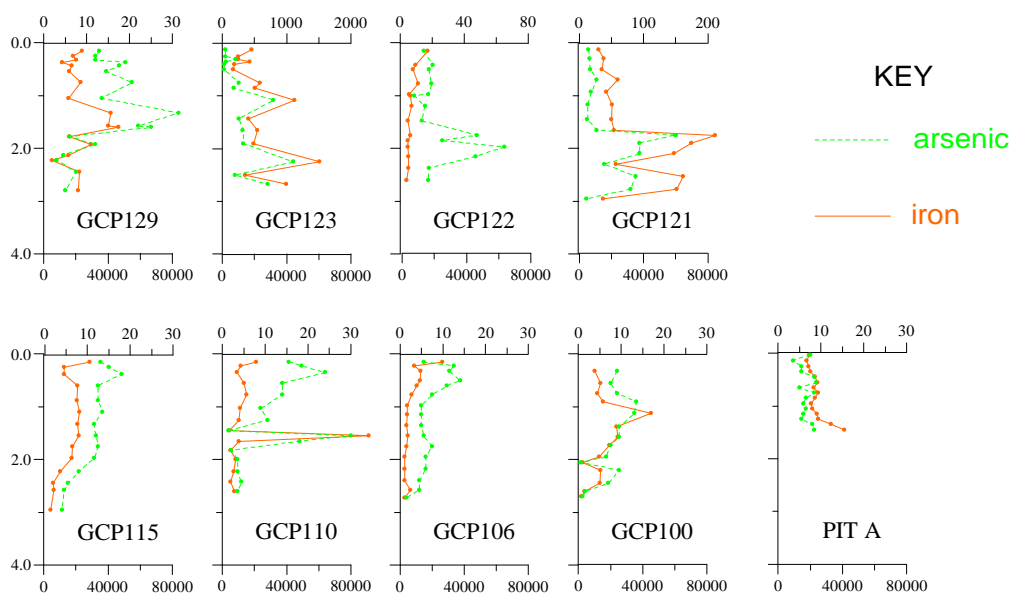 0 10 20 30
0 1000 2000
0 40 80
0 100 200
0.0
2.0
4.0
GCP129
GCP123
GCP122
GCP121
KEY
arsenic
iron
0 40000 80000
0 40000 80000
0 40000 80000
0 40000 80000
0 10 20 30
0 10 20 30
0 10 20 30
0 10 20 30
0 10 20 30
0.0
2.0
4.0
GCP115
GCP110
GCP106
GCP100
PIT A
0 40000 80000
0 40000 80000
0 40000 80000
0 40000 80000
0 40000 80000